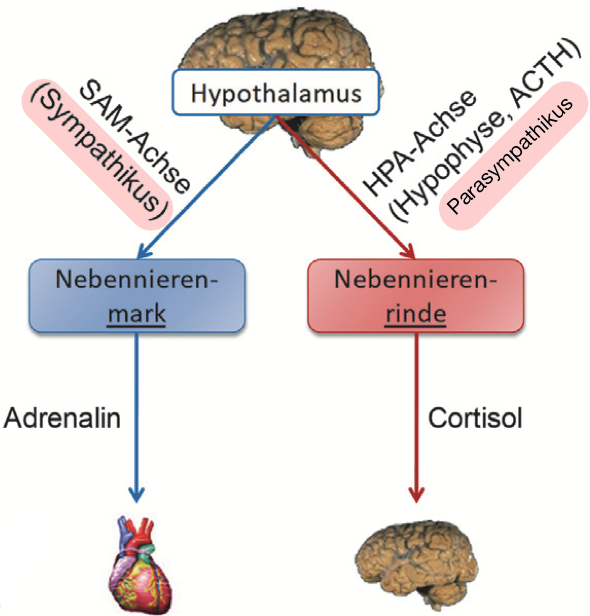 Hypothalamus
SAM-Achse
(Sympathikus)
HPA-Achse
(Hypophyse, ACTH)
Parasympathikus
Nebennieren-
mark
Nebennieren-
rinde
Adrenalin
Cortisol